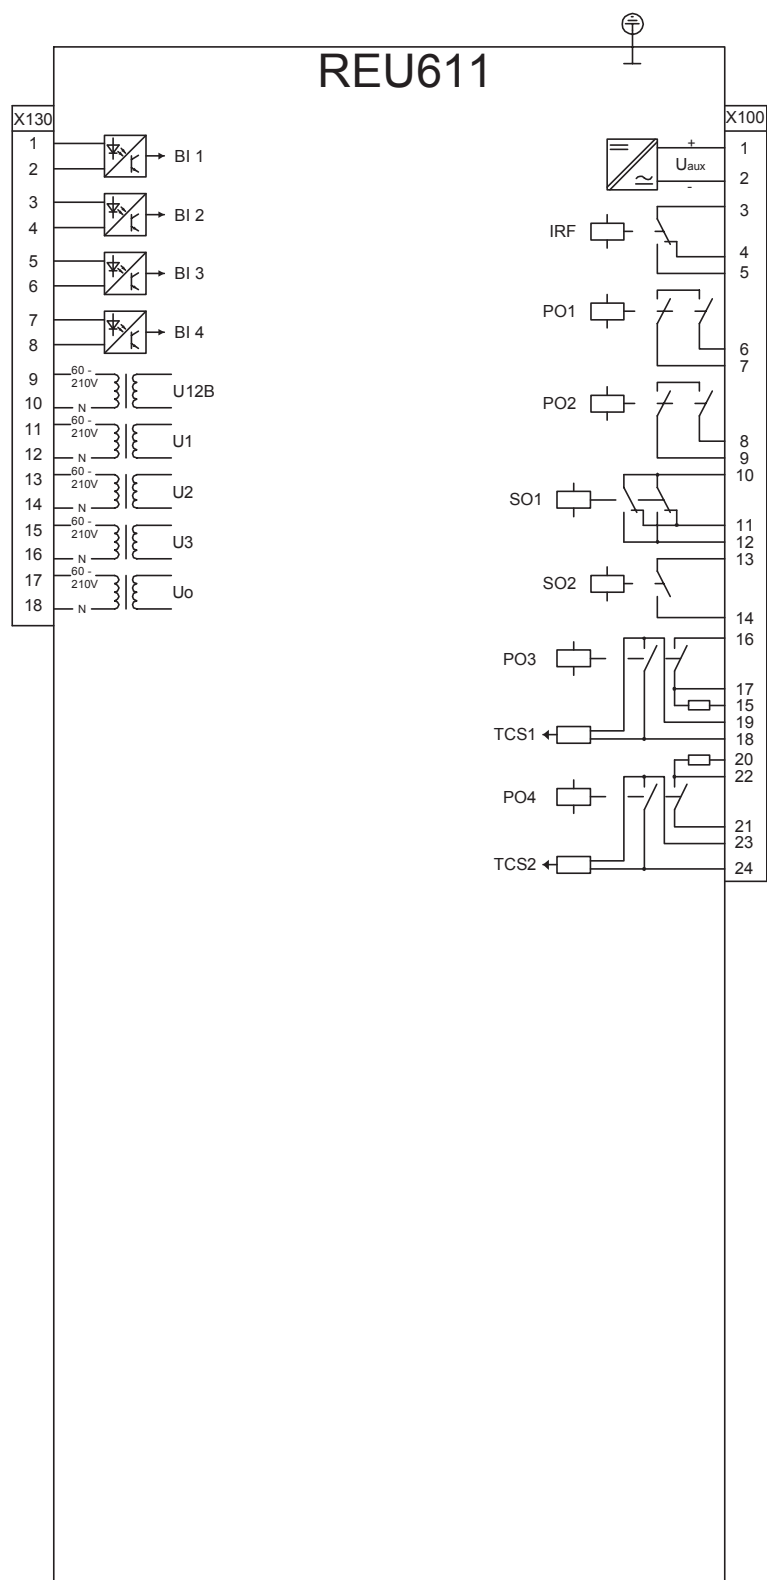 REU611
X130
1
BI 1
2
3
BI 2
4
5
BI 3
6
7
BI 4
8
9
60 -
210V
U12B
10
N
11
60 -
210V
U1
12
N
13
60 -
210V
U2
14
N
15
60 -
210V
U3
16
N
17
60 -
210V
Uo
18
N
X100
+
1
Uaux
2
-
3
IRF
4
5
PO1
6
7
PO2
8
9
10
SO1
11
12
13
SO2
14
16
PO3
17
15
19
TCS1
18
20
22
PO4
21
23
TCS2
24